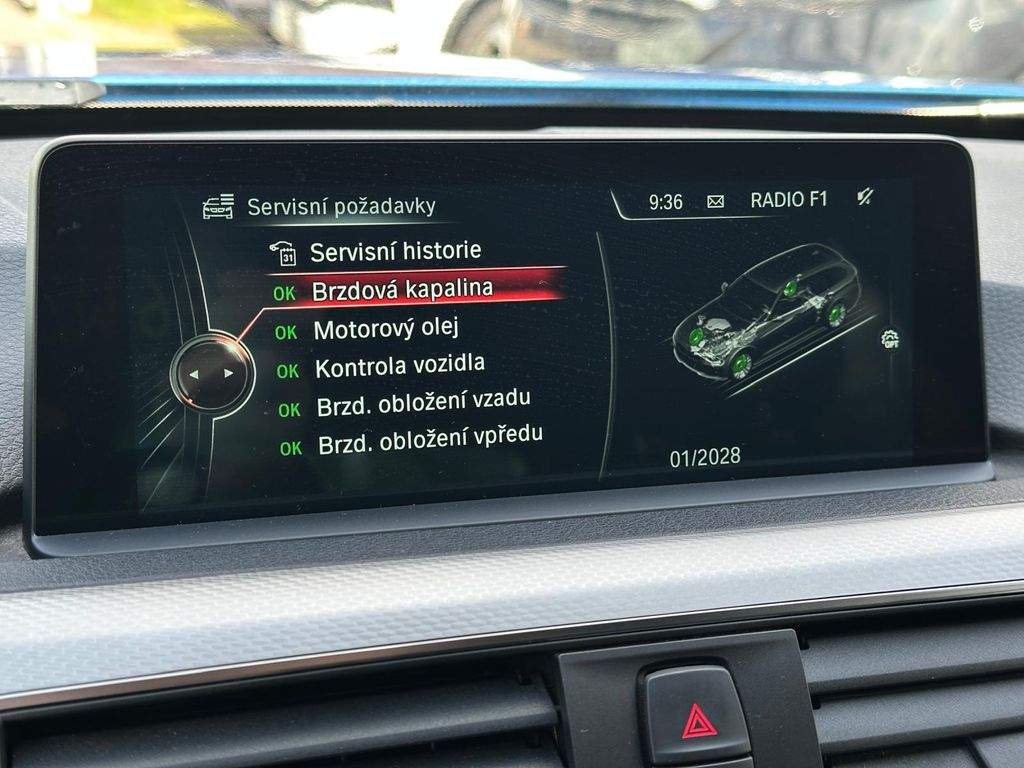 Servisní požadavky
9:36 RADIO F1
31 Servisní historie
OK Brzdová kapalina
OK Motorový olej
OK Kontrola vozidla
OK Brzd. obložení vzadu
OK Brzd. obložení vpředu
OPT
01/2028